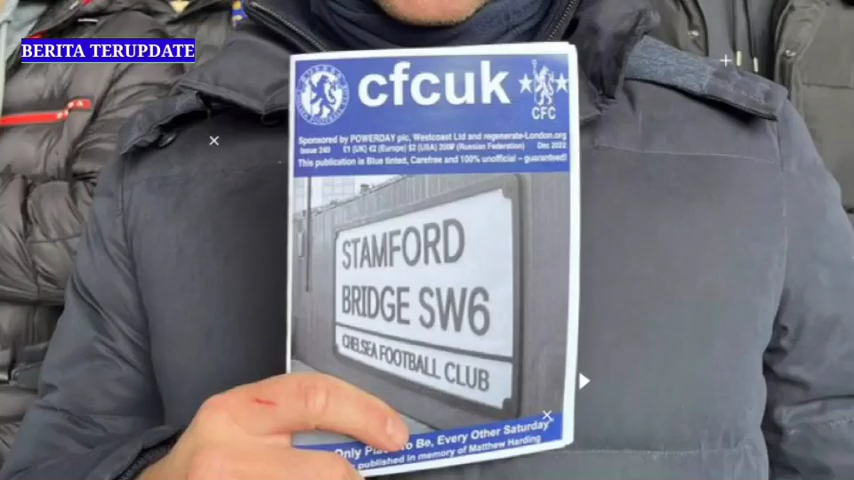 BERITA TERUPDATE
cfcuk
CFC
Sponsored by POWERDAY plc, Westcoast Ltd and regenerate-London.org
Issue 240 £1 (UK) €2 (Europe) $2 (USA) 200₽ (Russian Federation) Dec 2022
This publication is Blue tinted, Carefree and 100% unofficial – guaranteed!
STAMFORD
BRIDGE SW6
CHELSEA FOOTBALL CLUB
Only To Be, Every Other Saturday
published in memory of Matthew Harding